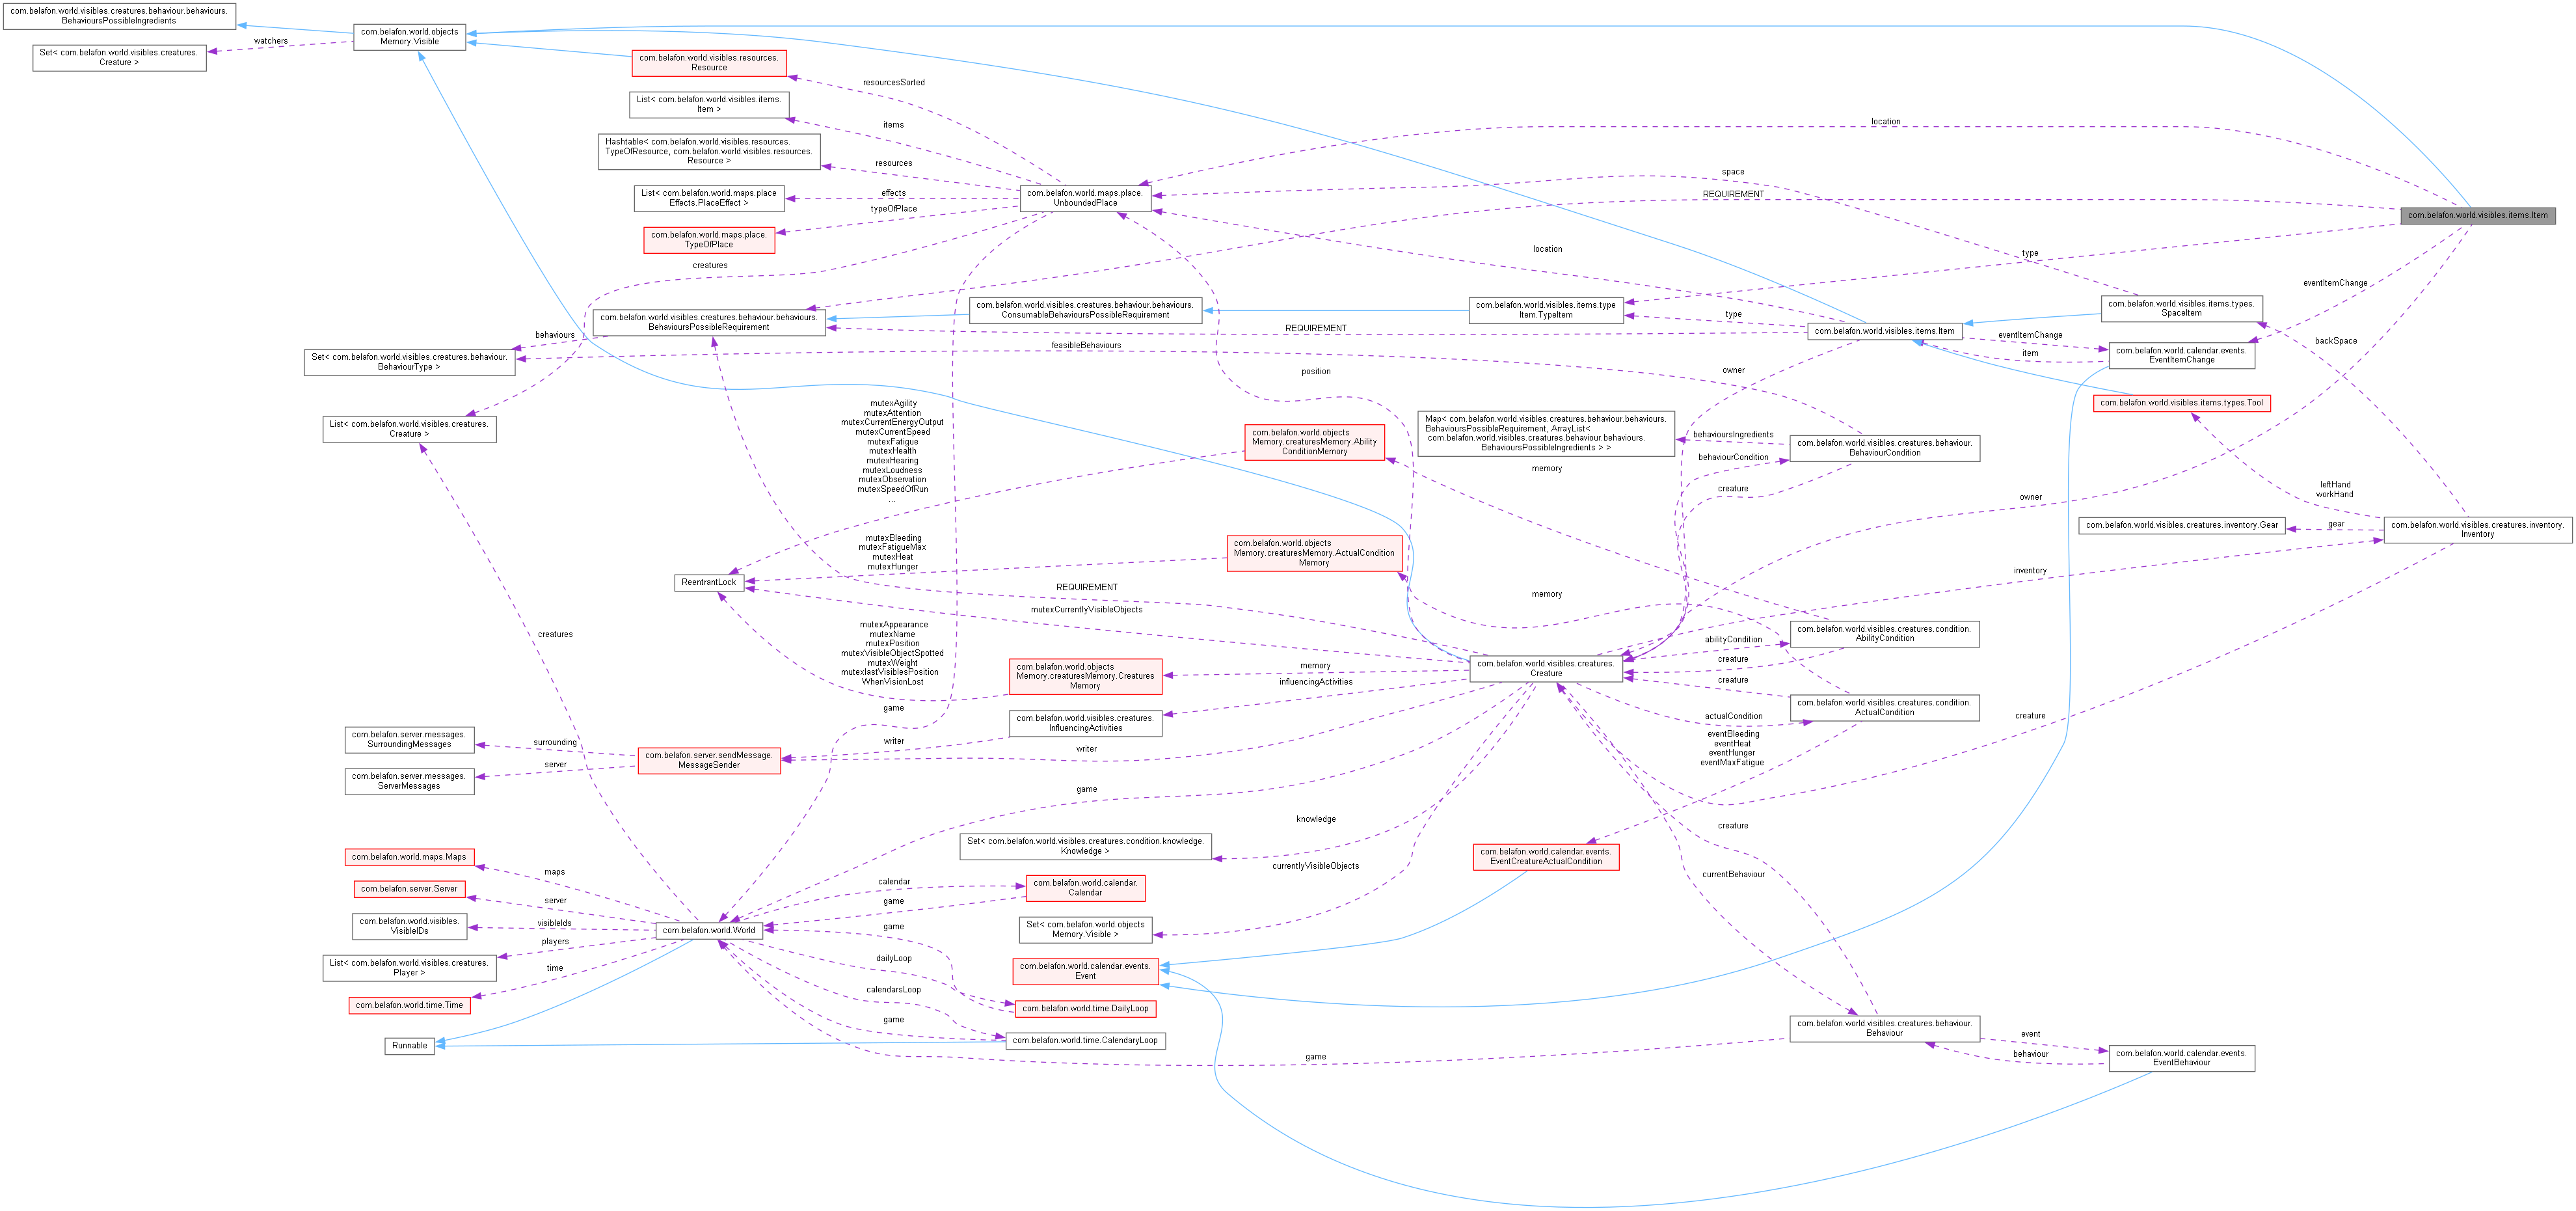 com.belafon.world.visibles.creatures.behaviour.behaviours.
BehavioursPossibleIngredients
com.belafon.world.objects
Memory.Visible
watchers
Set< com.belafon.world.visibles.creatures.
Creature >
com.belafon.world.visibles.resources.
Resource
resourcesSorted
List< com.belafon.world.visibles.items.
Item >
items
location
Hashtable< com.belafon.world.visibles.resources.
TypeOfResource, com.belafon.world.visibles.resources.
Resource >
resources
List< com.belafon.world.maps.place
Effects.PlaceEffect >
effects
com.belafon.world.maps.place.
UnboundedPlace
space
REQUIREMENT
com.belafon.world.visibles.items.Item
typeOfPlace
com.belafon.world.maps.place.
TypeOfPlace
creatures
location
type
eventItemChange
com.belafon.world.visibles.creatures.behaviour.behaviours.
BehavioursPossibleRequirement
com.belafon.world.visibles.creatures.behaviour.behaviours.
ConsumableBehavioursPossibleRequirement
com.belafon.world.visibles.items.type
Item.TypeItem
type
REQUIREMENT
com.belafon.world.visibles.items.Item
com.belafon.world.visibles.items.types.
SpaceItem
behaviours
feasibleBehaviours
eventItemChange
item
com.belafon.world.calendar.events.
EventItemChange
backSpace
Set< com.belafon.world.visibles.creatures.behaviour.
BehaviourType >
position
owner
mutexAgility
mutexAttention
mutexCurrentEnergyOutput
mutexCurrentSpeed
mutexFatigue
mutexHealth
mutexHearing
mutexLoudness
mutexObservation
mutexSpeedOfRun
...
com.belafon.world.visibles.items.types.Tool
List< com.belafon.world.visibles.creatures.
Creature >
com.belafon.world.objects
Memory.creaturesMemory.Ability
ConditionMemory
Map< com.belafon.world.visibles.creatures.behaviour.behaviours.
BehavioursPossibleRequirement, ArrayList<
com.belafon.world.visibles.creatures.behaviour.behaviours.
BehavioursPossibleIngredients > >
behavioursIngredients
com.belafon.world.visibles.creatures.behaviour.
BehaviourCondition
behaviourCondition
memory
creature
leftHand
workHand
owner
com.belafon.world.visibles.creatures.inventory.Gear
gear
com.belafon.world.visibles.creatures.inventory.
Inventory
mutexBleeding
mutexFatigueMax
mutexHeat
mutexHunger
com.belafon.world.objects
Memory.creaturesMemory.ActualCondition
Memory
ReentrantLock
REQUIREMENT
memory
inventory
mutexCurrentlyVisibleObjects
creatures
mutexAppearance
mutexName
mutexPosition
mutexVisibleObjectSpotted
mutexWeight
mutexlastVisiblesPosition
WhenVisionLost
com.belafon.world.visibles.creatures.condition.
AbilityCondition
abilityCondition
creature
com.belafon.world.objects
Memory.creaturesMemory.Creatures
Memory
memory
com.belafon.world.visibles.creatures.
Creature
influencingActivities
creature
com.belafon.world.visibles.creatures.condition.
ActualCondition
game
com.belafon.world.visibles.creatures.
InfluencingActivities
actualCondition
creature
com.belafon.server.messages.
SurroundingMessages
surrounding
writer
writer
eventBleeding
eventHeat
eventHunger
eventMaxFatigue
com.belafon.server.sendMessage.
MessageSender
server
com.belafon.server.messages.
ServerMessages
game
knowledge
creature
Set< com.belafon.world.visibles.creatures.condition.knowledge.
Knowledge >
com.belafon.world.calendar.events.
EventCreatureActualCondition
com.belafon.world.maps.Maps
maps
currentlyVisibleObjects
currentBehaviour
com.belafon.server.Server
server
calendar
com.belafon.world.calendar.
Calendar
game
com.belafon.world.visibles.
VisibleIDs
visibleIds
com.belafon.world.World
game
Set< com.belafon.world.objects
Memory.Visible >
players
List< com.belafon.world.visibles.creatures.
Player >
dailyLoop
com.belafon.world.calendar.events.
Event
time
com.belafon.world.time.Time
calendarsLoop
com.belafon.world.time.DailyLoop
game
com.belafon.world.visibles.creatures.behaviour.
Behaviour
event
Runnable
com.belafon.world.time.CalendaryLoop
game
behaviour
com.belafon.world.calendar.events.
EventBehaviour